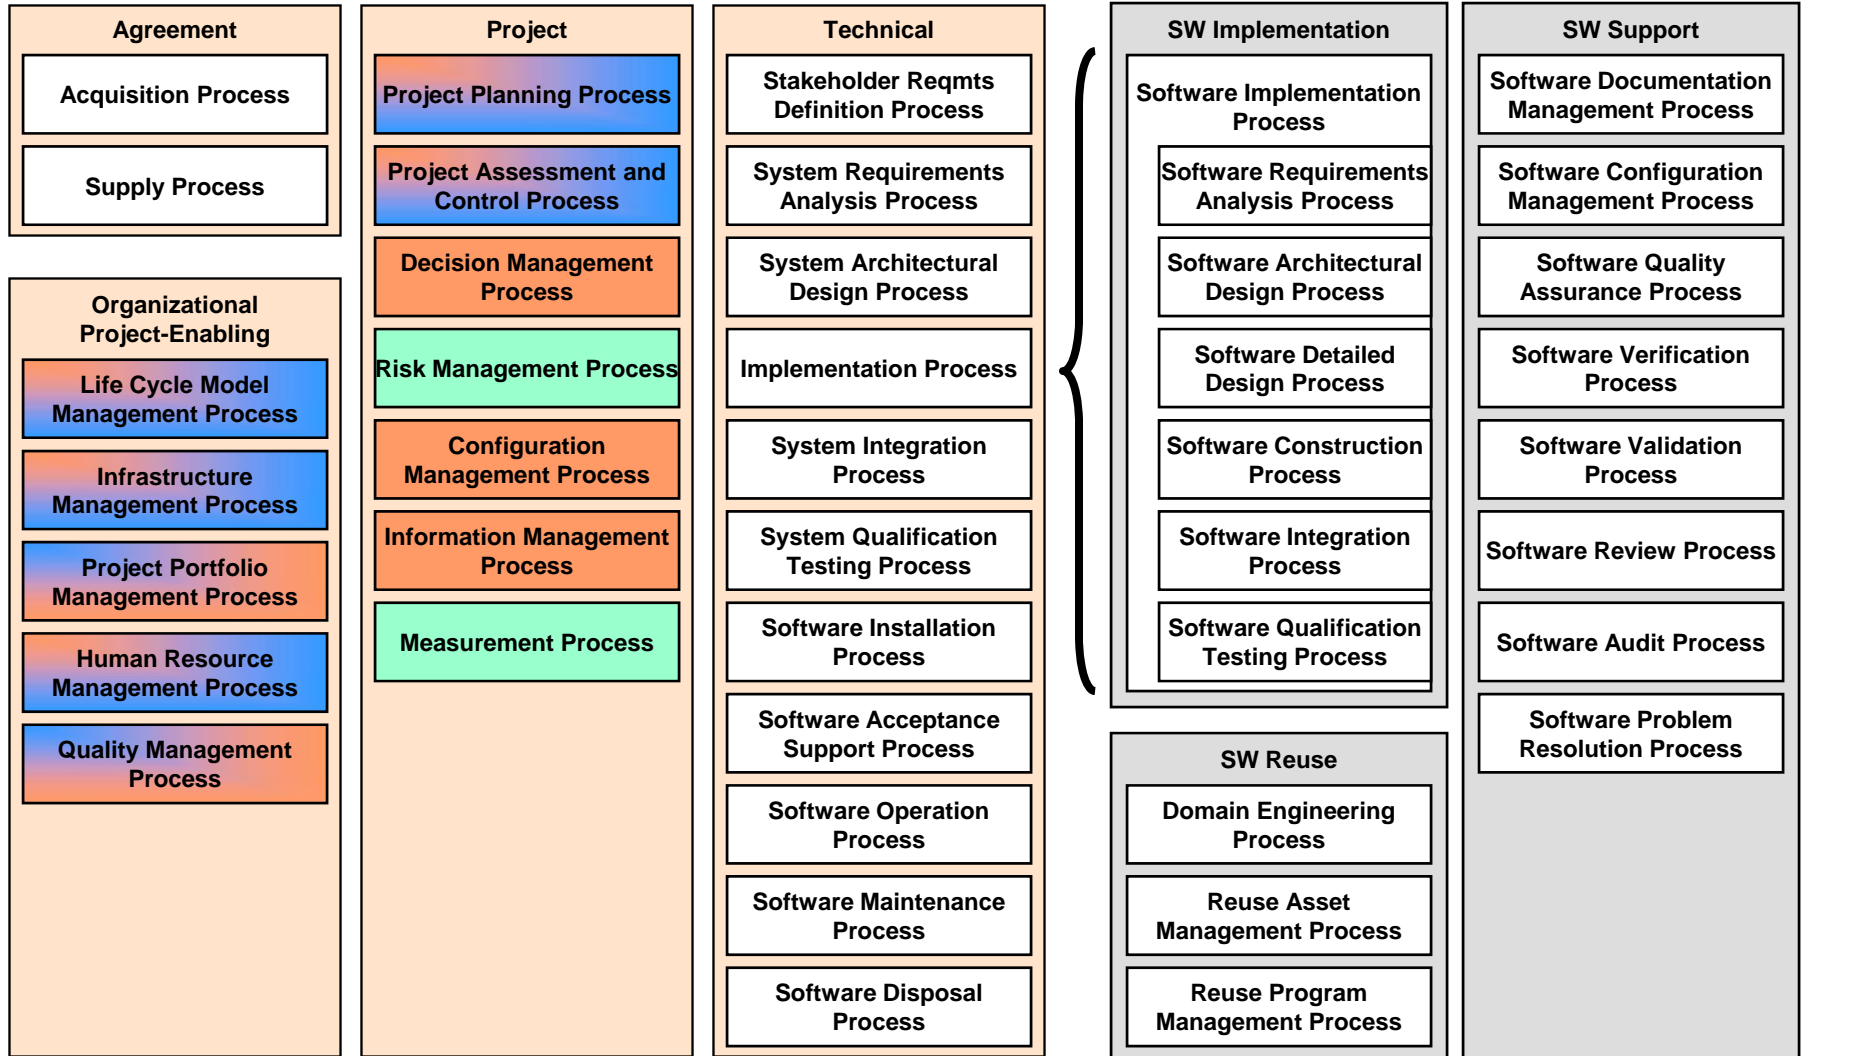 Agreement
Acquisition Process
Supply Process
Organizational
Project-Enabling
Life Cycle Model
Management Process
Infrastructure
Management Process
Project Portfolio
Management Process
Human Resource
Management Process
Quality Management
Process
Project
Project Planning Process
Project Assessment and
Control Process
Decision Management
Process
Risk Management Process
Configuration
Management Process
Information Management
Process
Measurement Process
Technical
Stakeholder Reqmts
Definition Process
System Requirements
Analysis Process
System Architectural
Design Process
Implementation Process
System Integration
Process
System Qualification
Testing Process
Software Installation
Process
Software Acceptance
Support Process
Software Operation
Process
Software Maintenance
Process
Software Disposal
Process
SW Implementation
Software Implementation
Process
Software Requirements
Analysis Process
Software Architectural
Design Process
Software Detailed
Design Process
Software Construction
Process
Software Integration
Process
Software Qualification
Testing Process
SW Reuse
Domain Engineering
Process
Reuse Asset
Management Process
Reuse Program
Management Process
SW Support
Software Documentation
Management Process
Software Configuration
Management Process
Software Quality
Assurance Process
Software Verification
Process
Software Validation
Process
Software Review Process
Software Audit Process
Software Problem
Resolution Process